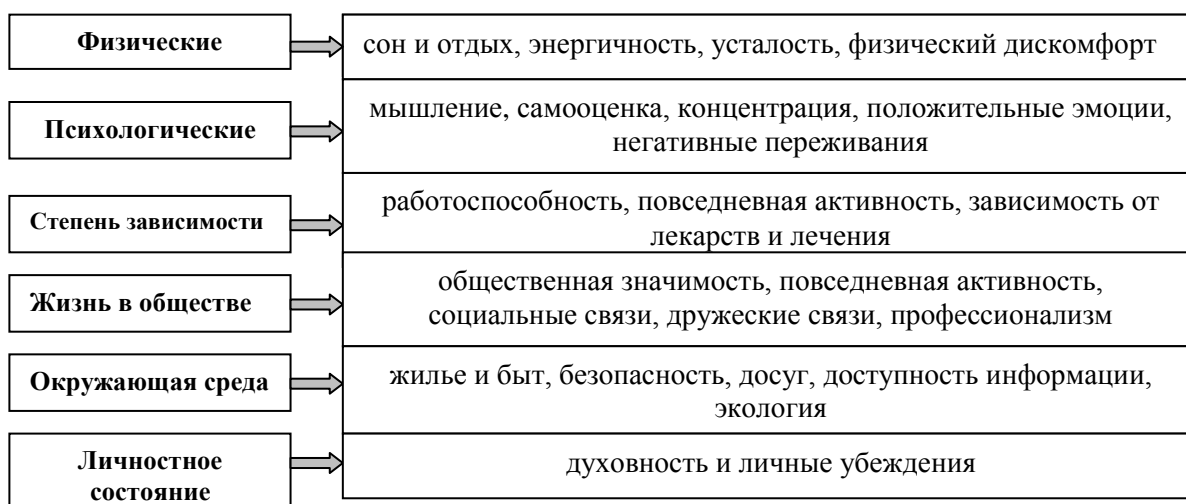 Физические
сон и отдых, энергичность, усталость, физический дискомфорт
Психологические
мышление, самооценка, концентрация, положительные эмоции,
негативные переживания
Степень зависимости
работоспособность, повседневная активность, зависимость от
лекарств и лечения
Жизнь в обществе
общественная значимость, повседневная активность,
социальные связи, дружеские связи, профессионализм
Окружающая среда
жилье и быт, безопасность, досуг, доступность информации,
экология
Личностное
состояние
духовность и личные убеждения